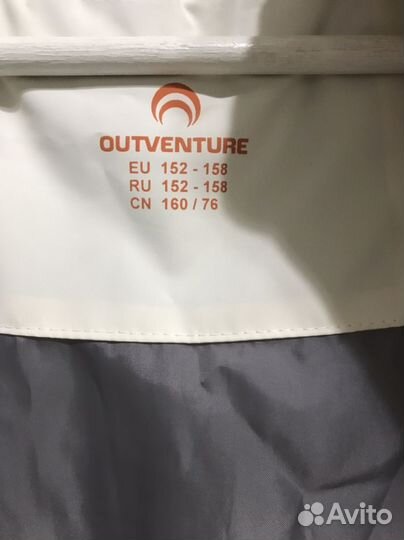 OUTVENTURE
EU 152 - 158
RU 152 - 158
CN 160 / 76
Avito